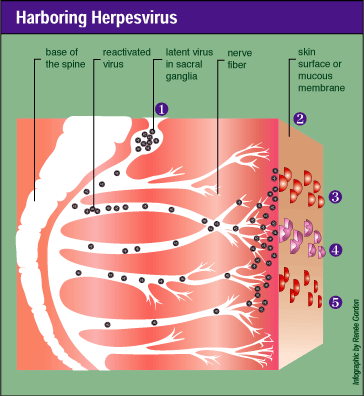 Harboring Herpesvirus
base of
the spine
reactivated
virus
latent virus
in sacral
ganglia
nerve
fiber
skin
surface or
mucous
membrane
1
2
3
4
5
Infographic by Renée Gordon